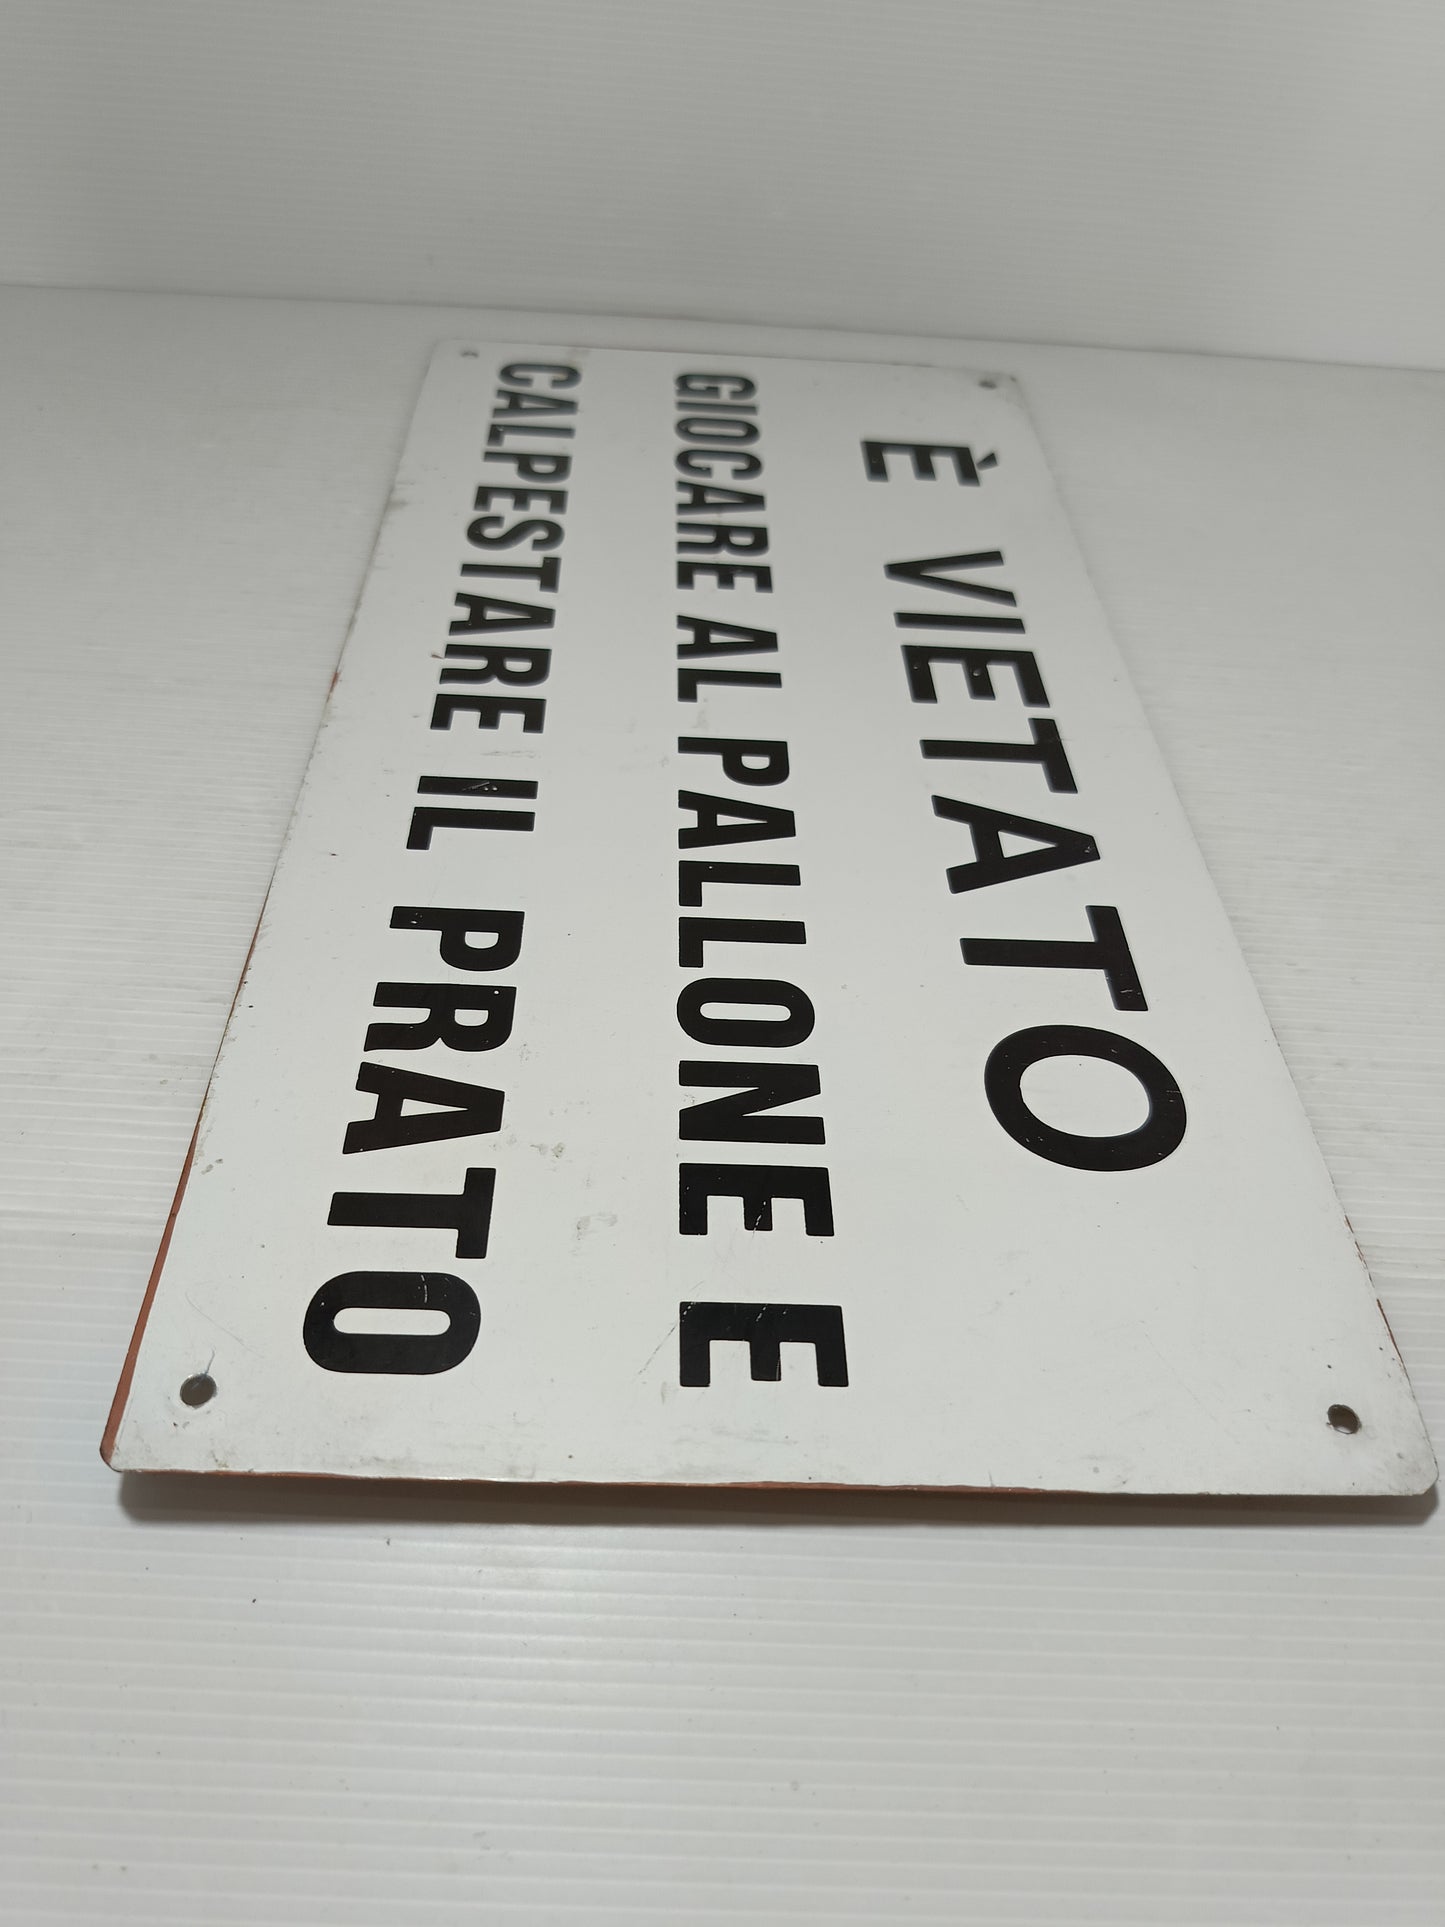 È VIETATO
GIOCARE AL PALLONE E
CALPESTARE IL PRATO